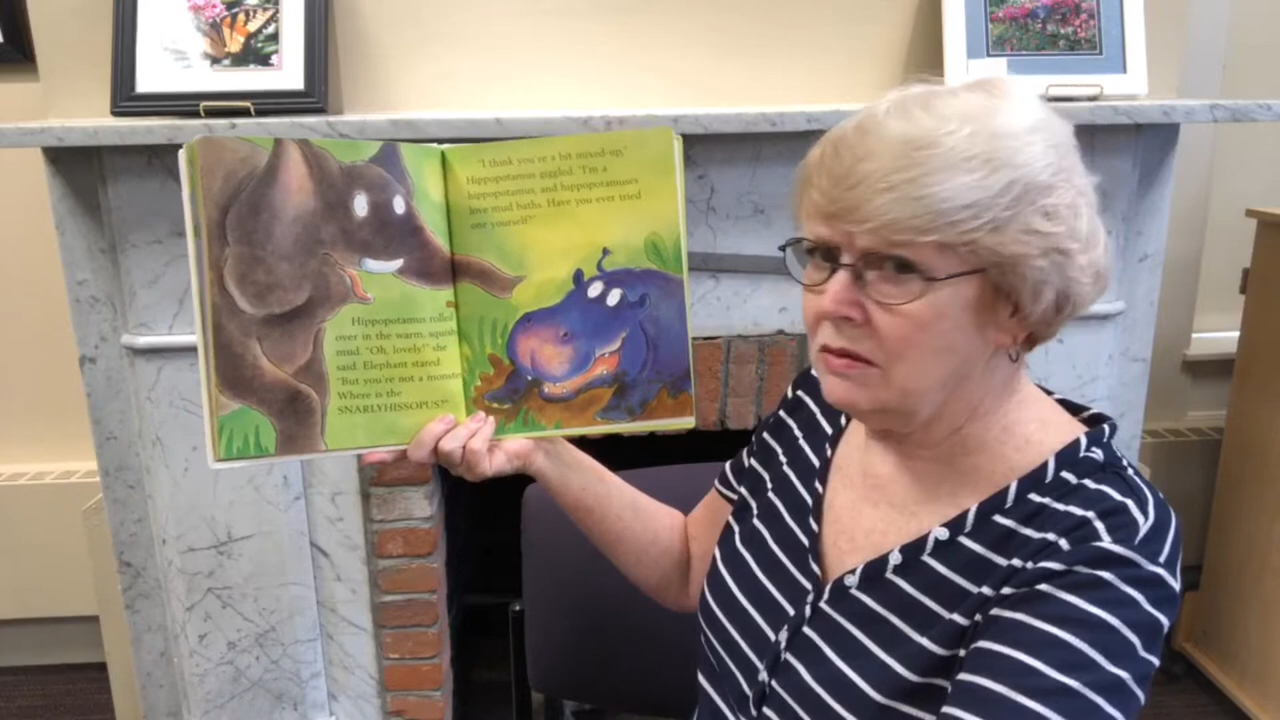 Hippopotamus rolled
over in the warm, squish
mud. "Oh, lovely!" she
said. Elephant stared.
"But you're not a monste
Where is the
SNARLYHISSOPUS?"
"I think you're a bit mixed-up,"
Hippopotamus giggled. "I'm a
hippopotamus, and hippopotamuses
love mud baths. Have you ever tried
one yourself?"